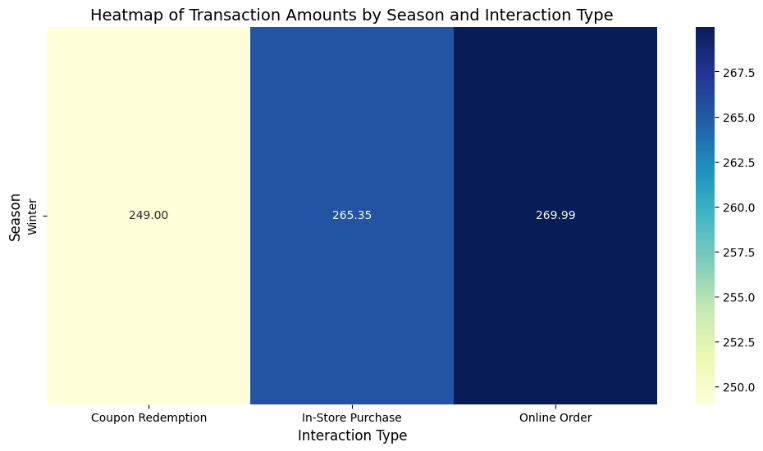 Heatmap of Transaction Amounts by Season and Interaction Type
Season
Winter
249.00
265.35
269.99
Coupon Redemption
In-Store Purchase
Online Order
Interaction Type
267.5
265.0
262.5
260.0
257.5
255.0
252.5
250.0